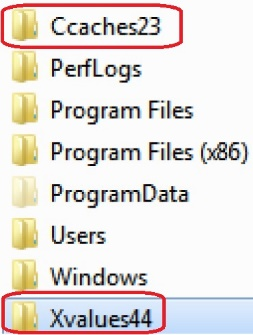 Ccaches23
PerfLogs
Program Files
Program Files (x86)
ProgramData
Users
Windows
Xvalues44